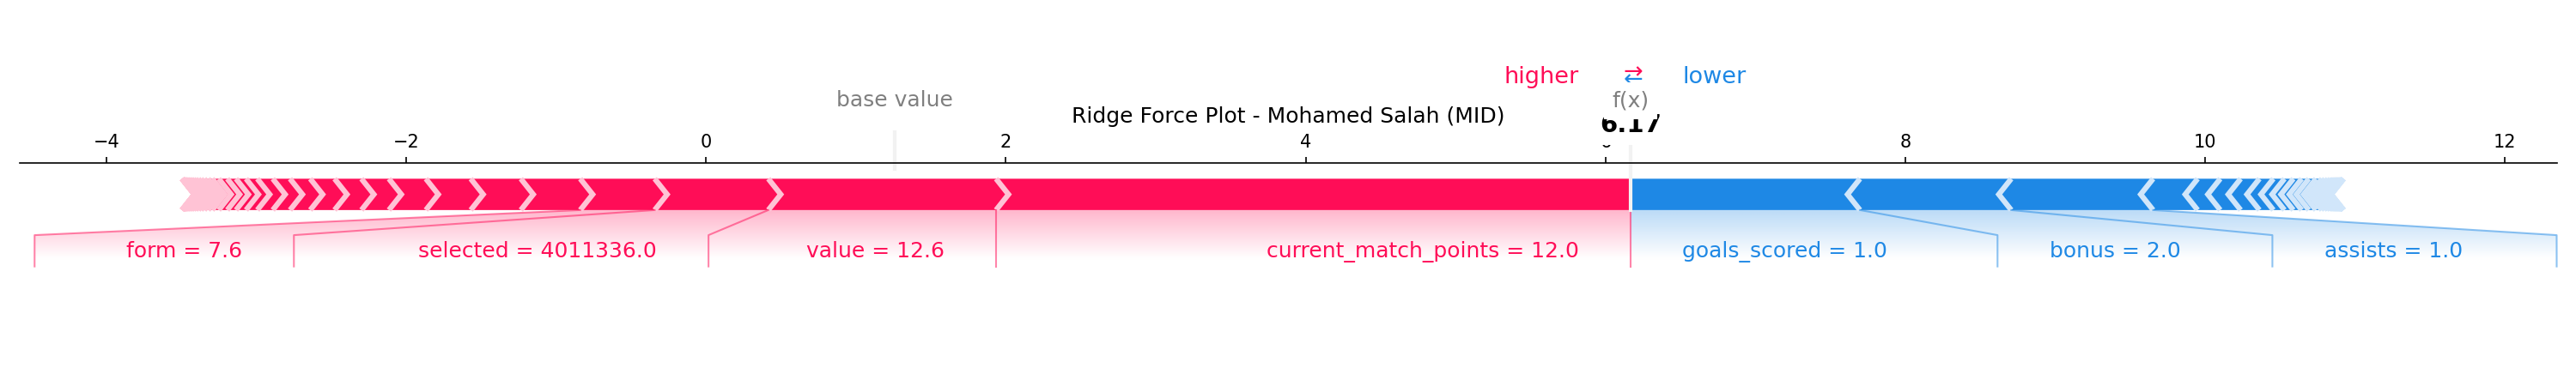 higher ⇄ lower
base value f(x)
Ridge Force Plot - Mohamed Salah (MID) 6.17
−4 −2 0 2 4 6 8 10 12
form = 7.6 selected = 4011336.0 value = 12.6 current_match_points = 12.0 goals_scored = 1.0 bonus = 2.0 assists = 1.0